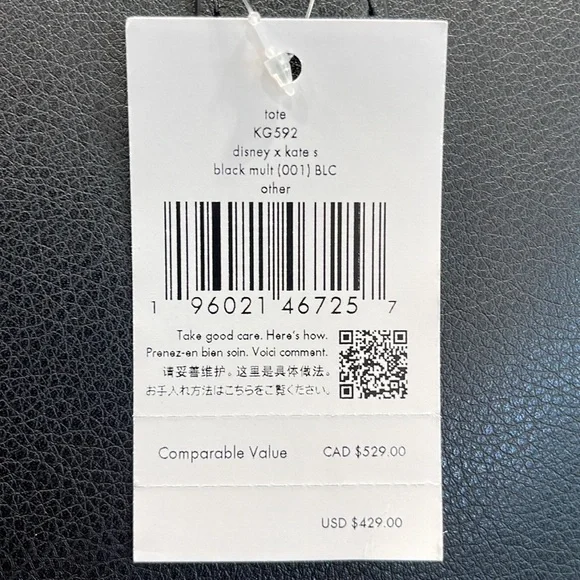 tote
KG592
disney x kate s
black mult (001) BLC
other
1 96021 46725 7
Take good care. Here's how.
Prenez-en bien soin. Voici comment.
请妥善维护。这里是具体做法。
お手入れ方法はこちらをご覧ください。
Comparable Value CAD $529.00
USD $429.00